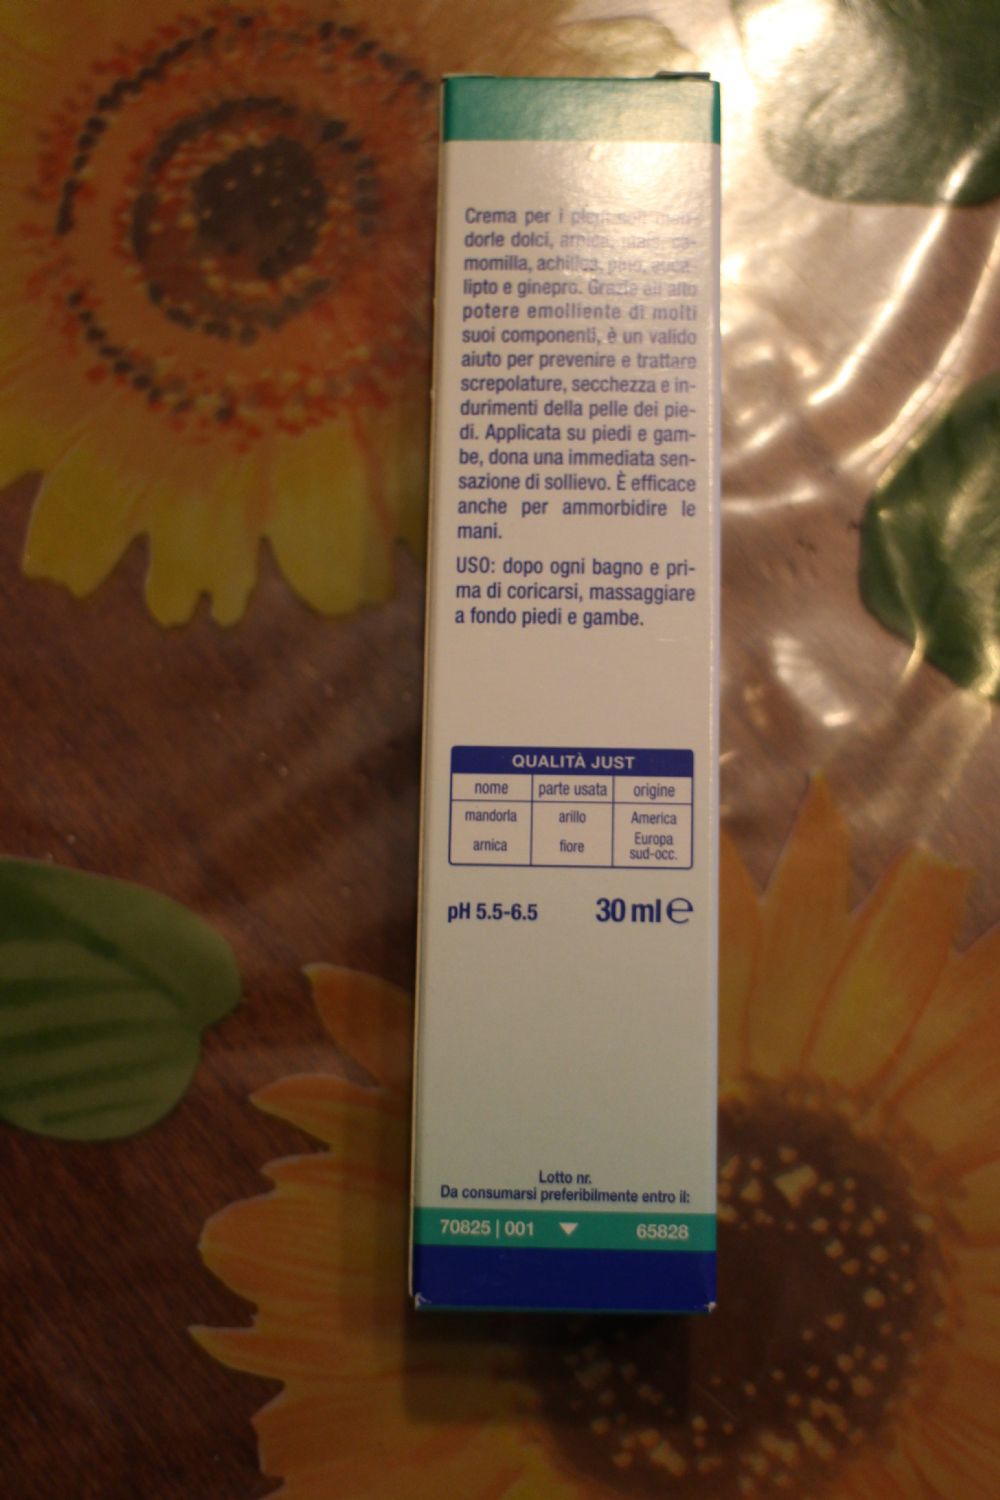 Crema per i
dorle dolci, arnica, mais, ca-
momilla, achillea, pino, euca-
lipto e ginepro. Grazie all'alto
potere emolliente di molti
suoi componenti, è un valido
aiuto per prevenire e trattare
screpolature, secchezza e in-
durimenti della pelle dei pie-
di. Applicata su piedi e gam-
be, dona una immediata sen-
sazione di sollievo. È efficace
anche per ammorbidire le
mani.
USO: dopo ogni bagno e pri-
ma di coricarsi, massaggiare
a fondo piedi e gambe.
QUALITÀ JUST
nome parte usata origine
mandorla arillo America
arnica fiore Europa
sud-occ.
pH 5.5-6.5 30 ml e
Lotto nr.
Da consumarsi preferibilmente entro il:
70825 | 001 65828